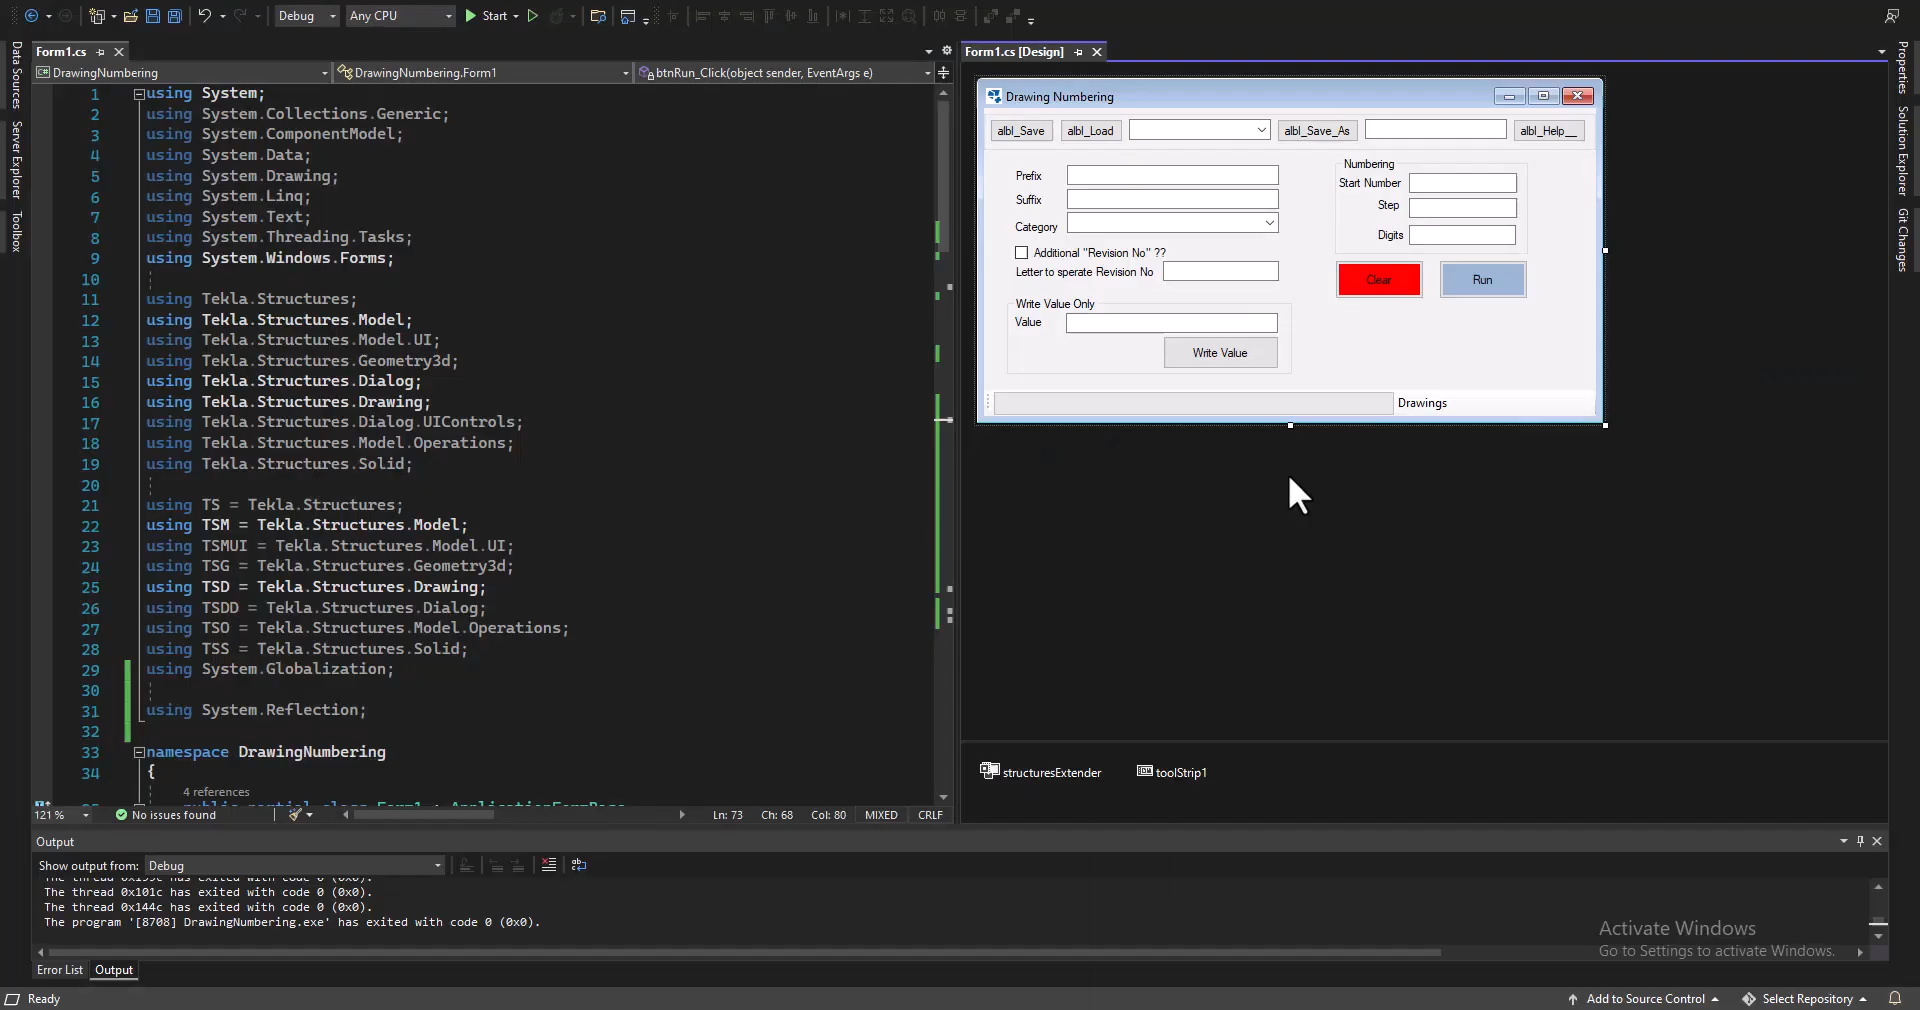 Debug
Any CPU
Start
Data Sources
Server Explorer
Toolbox
Form1.cs
DrawingNumbering
DrawingNumbering.Form1
btnRun_Click(object sender, EventArgs e)
1 using System;
2 using System.Collections.Generic;
3 using System.ComponentModel;
4 using System.Data;
5 using System.Drawing;
6 using System.Linq;
7 using System.Text;
8 using System.Threading.Tasks;
9 using System.Windows.Forms;
10
11 using Tekla.Structures;
12 using Tekla.Structures.Model;
13 using Tekla.Structures.Model.UI;
14 using Tekla.Structures.Geometry3d;
15 using Tekla.Structures.Dialog;
16 using Tekla.Structures.Drawing;
17 using Tekla.Structures.Dialog.UIControls;
18 using Tekla.Structures.Model.Operations;
19 using Tekla.Structures.Solid;
20
21 using TS = Tekla.Structures;
22 using TSM = Tekla.Structures.Model;
23 using TSMUI = Tekla.Structures.Model.UI;
24 using TSG = Tekla.Structures.Geometry3d;
25 using TSD = Tekla.Structures.Drawing;
26 using TSDD = Tekla.Structures.Dialog;
27 using TSO = Tekla.Structures.Model.Operations;
28 using TSS = Tekla.Structures.Solid;
29 using System.Globalization;
30
31 using System.Reflection;
32
33 namespace DrawingNumbering
34 {
4 references
public partial class Form1 : ApplicationFormBase
121 %
No issues found
Ln: 73
Ch: 68
Col: 80
MIXED
CRLF
Form1.cs [Design]
Drawing Numbering
albl_Save
albl_Load
albl_Save_As
albl_Help__
Prefix
Suffix
Category
Additional "Revision No" ??
Letter to sperate Revision No
Write Value Only
Value
Write Value
Numbering
Start Number
Step
Digits
Clear
Run
Drawings
structuresExtender
toolStrip1
Properties
Solution Explorer
Git Changes
Output
Show output from: Debug
The thread 0x101c has exited with code 0 (0x0).
The thread 0x144c has exited with code 0 (0x0).
The program '[8708] DrawingNumbering.exe' has exited with code 0 (0x0).
Activate Windows
Go to Settings to activate Windows.
Error List
Output
Ready
Add to Source Control
Select Repository